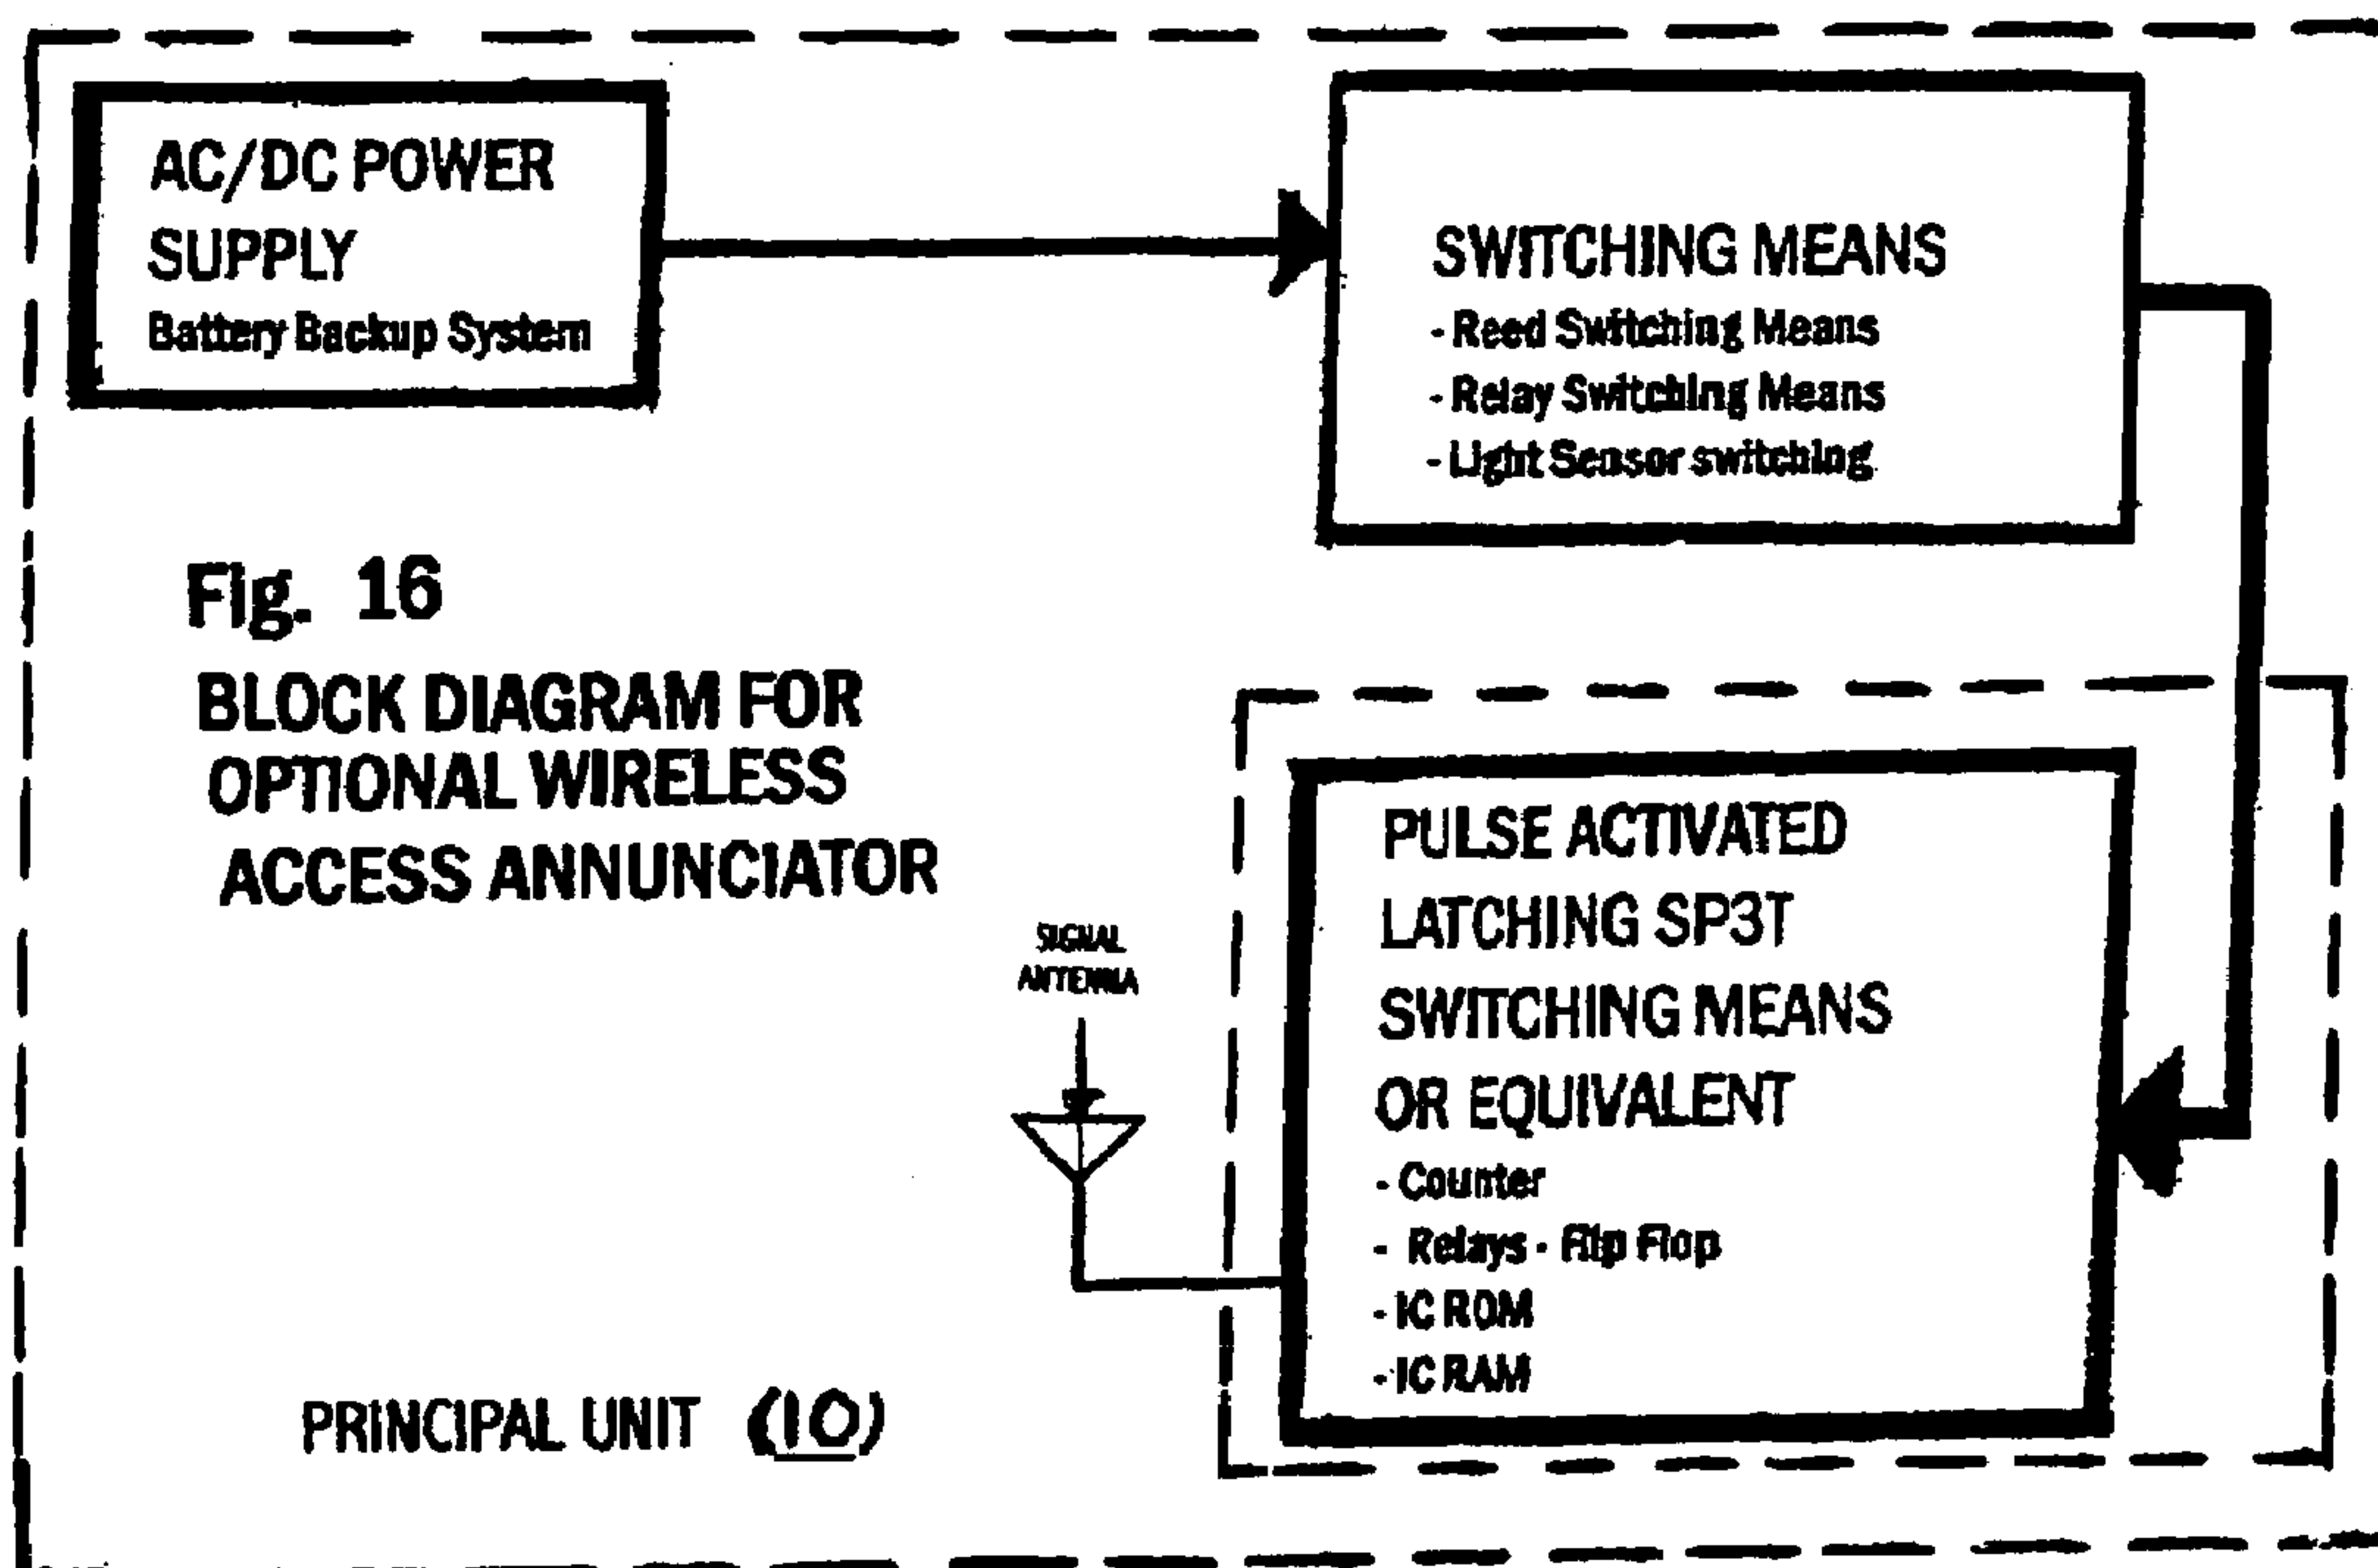 AC/DC POWER
SUPPLY
Battery Backup System
SWITCHING MEANS
- Reed Switching Means
- Relay Switching Means
- Light Sensor switching
Fig. 16
BLOCK DIAGRAM FOR
OPTIONAL WIRELESS
ACCESS ANNUNCIATOR
SIGNAL
ANTENNA
PULSE ACTIVATED
LATCHING SP3T
SWITCHING MEANS
OR EQUIVALENT
- Counter
- Relays - Flip Flop
- IC ROM
- IC RAM
PRINCIPAL UNIT (10)